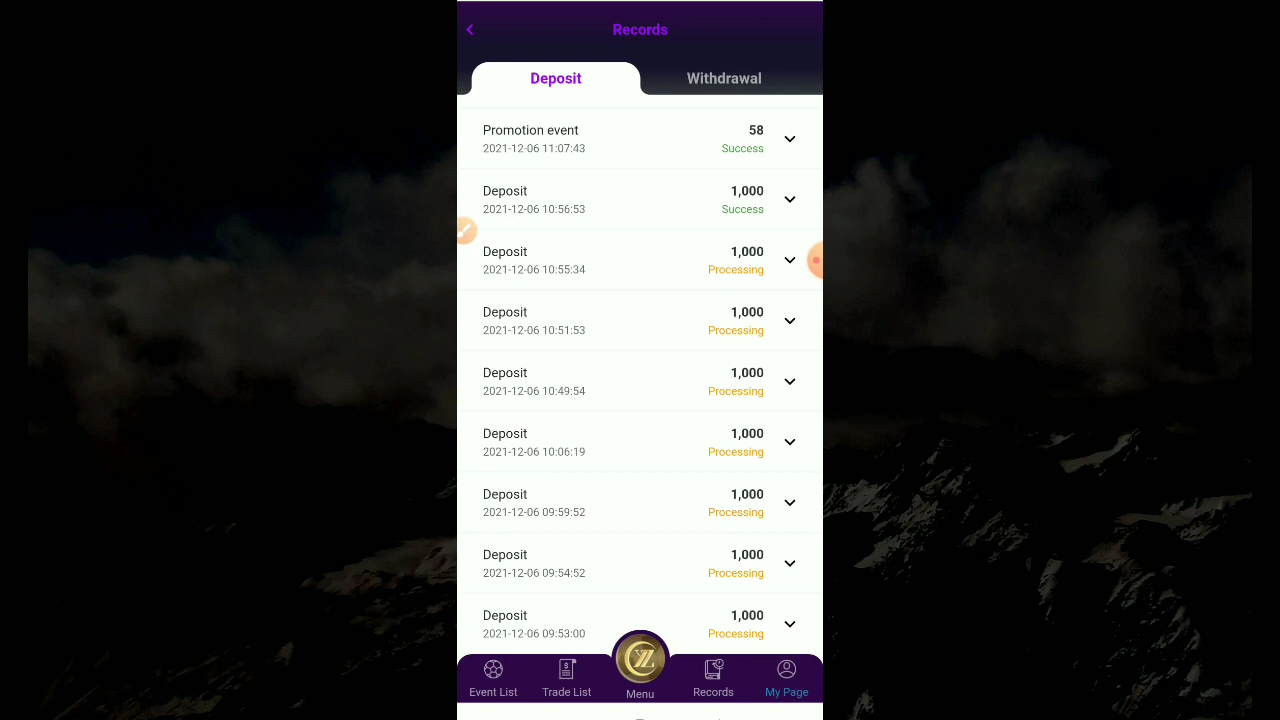 Records
Deposit Withdrawal
Promotion event 58
2021-12-06 11:07:43 Success
Deposit 1,000
2021-12-06 10:56:53 Success
Deposit 1,000
2021-12-06 10:55:34 Processing
Deposit 1,000
2021-12-06 10:51:53 Processing
Deposit 1,000
2021-12-06 10:49:54 Processing
Deposit 1,000
2021-12-06 10:06:19 Processing
Deposit 1,000
2021-12-06 09:59:52 Processing
Deposit 1,000
2021-12-06 09:54:52 Processing
Deposit 1,000
2021-12-06 09:53:00 Processing
Event List Trade List Menu Records My Page